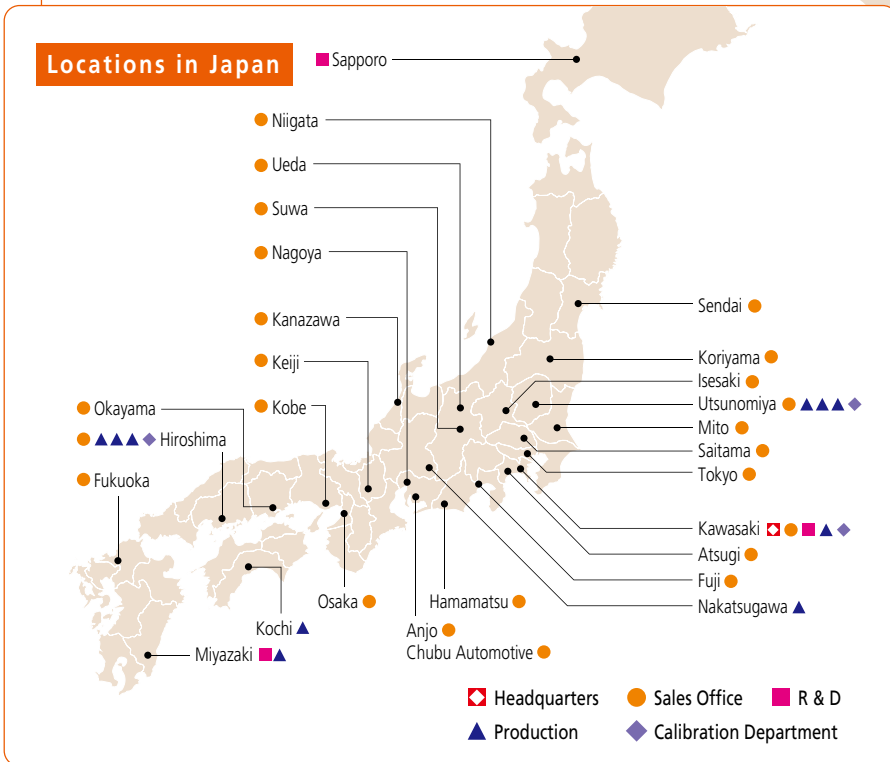 Locations in Japan
Sapporo
Niigata
Ueda
Suwa
Nagoya
Kanazawa
Keiji
Kobe
Okayama
Hiroshima
Fukuoka
Sendai
Koriyama
Isesaki
Utsunomiya
Mito
Saitama
Tokyo
Kawasaki
Atsugi
Fuji
Nakatsugawa
Osaka
Hamamatsu
Kochi
Anjo
Chubu Automotive
Miyazaki
Headquarters
Sales Office
R & D
Production
Calibration Department